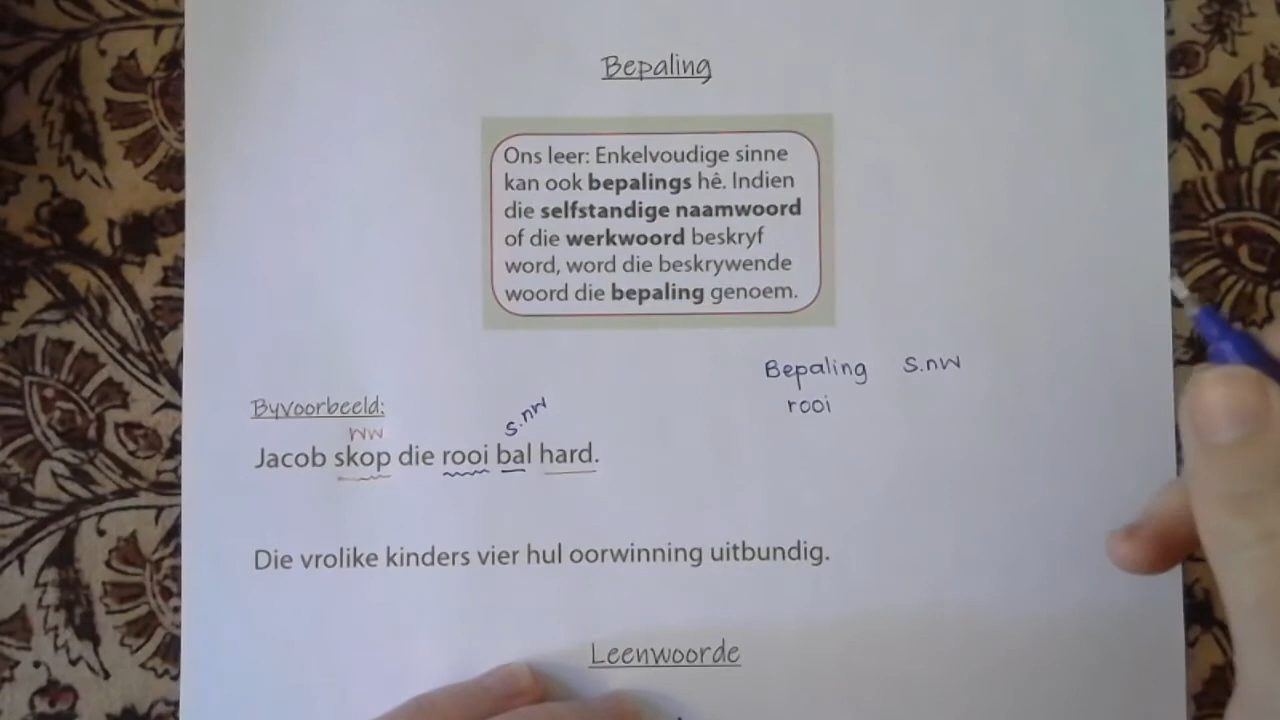 Bepaling
Ons leer: Enkelvoudige sinne
kan ook bepalings hê. Indien
die selfstandige naamwoord
of die werkwoord beskryf
word, word die beskrywende
woord die bepaling genoem.
Bepaling s.nw
rooi
Byvoorbeeld:
ww s.nw
Jacob skop die rooi bal hard.
Die vrolike kinders vier hul oorwinning uitbundig.
Leenwoorde